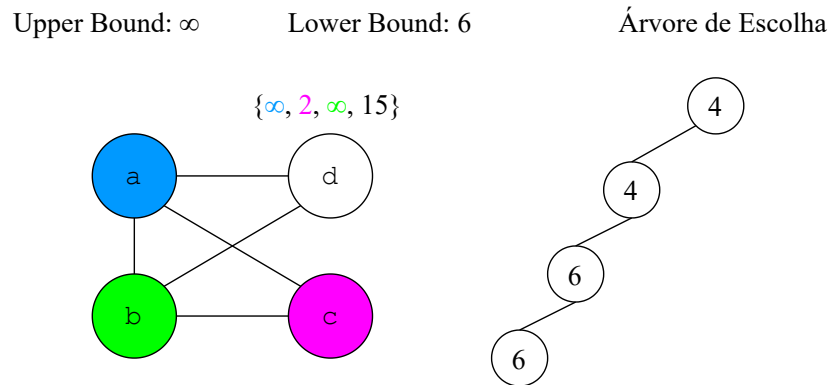 Upper Bound: ∞ Lower Bound: 6 Árvore de Escolha
{∞, 2, ∞, 15}
4
a d
4
6
b c
6